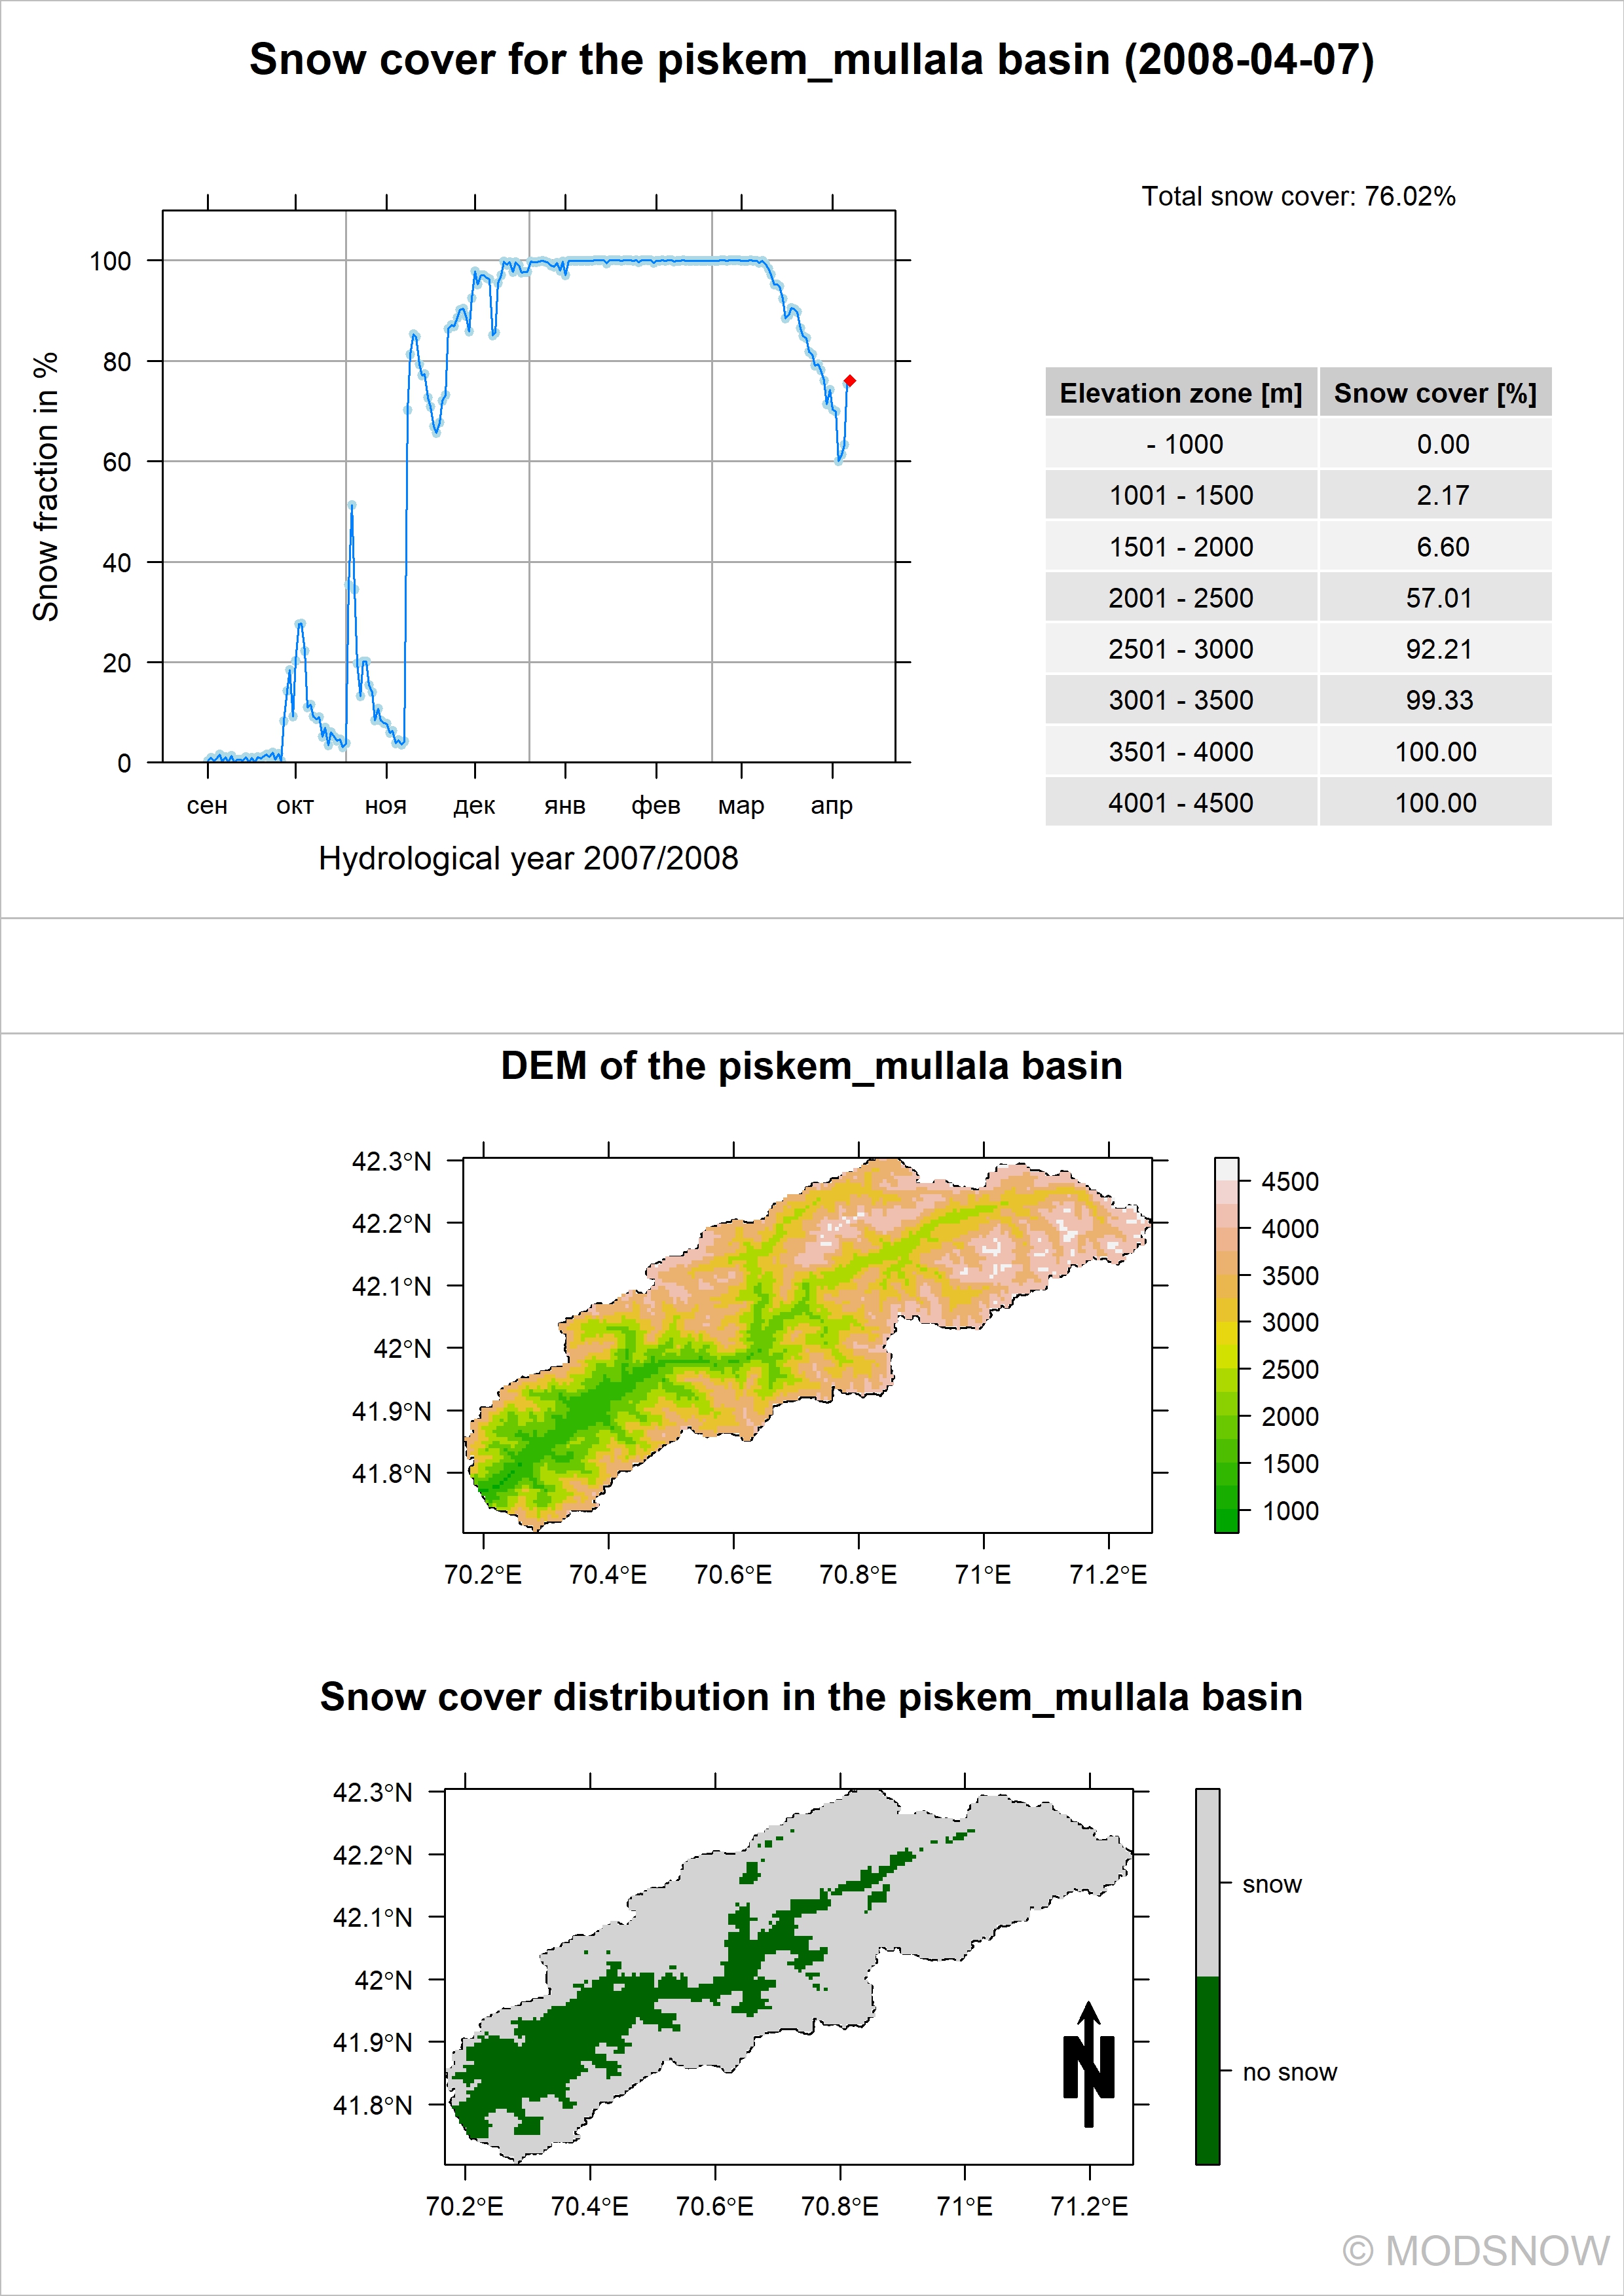 Snow cover for the piskem_mullala basin (2008-04-07)
Total snow cover: 76.02%
Snow fraction in %
100
80
60
40
20
0
сен окт ноя дек янв фев мар апр
Hydrological year 2007/2008
Elevation zone [m] Snow cover [%]
- 1000 0.00
1001 - 1500 2.17
1501 - 2000 6.60
2001 - 2500 57.01
2501 - 3000 92.21
3001 - 3500 99.33
3501 - 4000 100.00
4001 - 4500 100.00
DEM of the piskem_mullala basin
42.3°N
42.2°N
42.1°N
42°N
41.9°N
41.8°N
70.2°E 70.4°E 70.6°E 70.8°E 71°E 71.2°E
4500
4000
3500
3000
2500
2000
1500
1000
Snow cover distribution in the piskem_mullala basin
42.3°N
42.2°N
42.1°N
42°N
41.9°N
41.8°N
70.2°E 70.4°E 70.6°E 70.8°E 71°E 71.2°E
N
snow
no snow
© MODSNOW